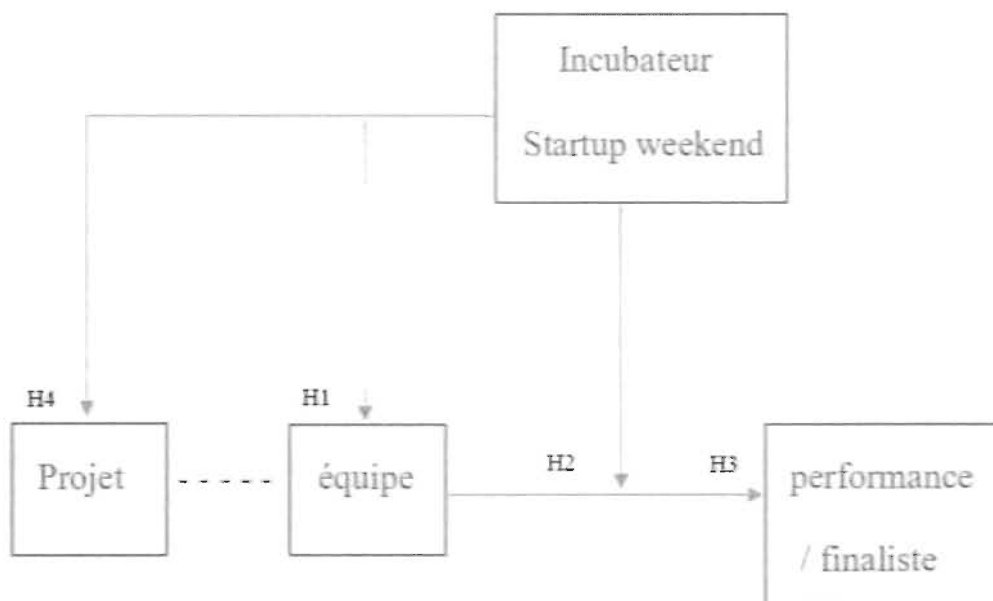 Incubateur
Startup weekend
H4
H1
Projet
- - - - -
équipe
H2
H3
performance
/ finaliste